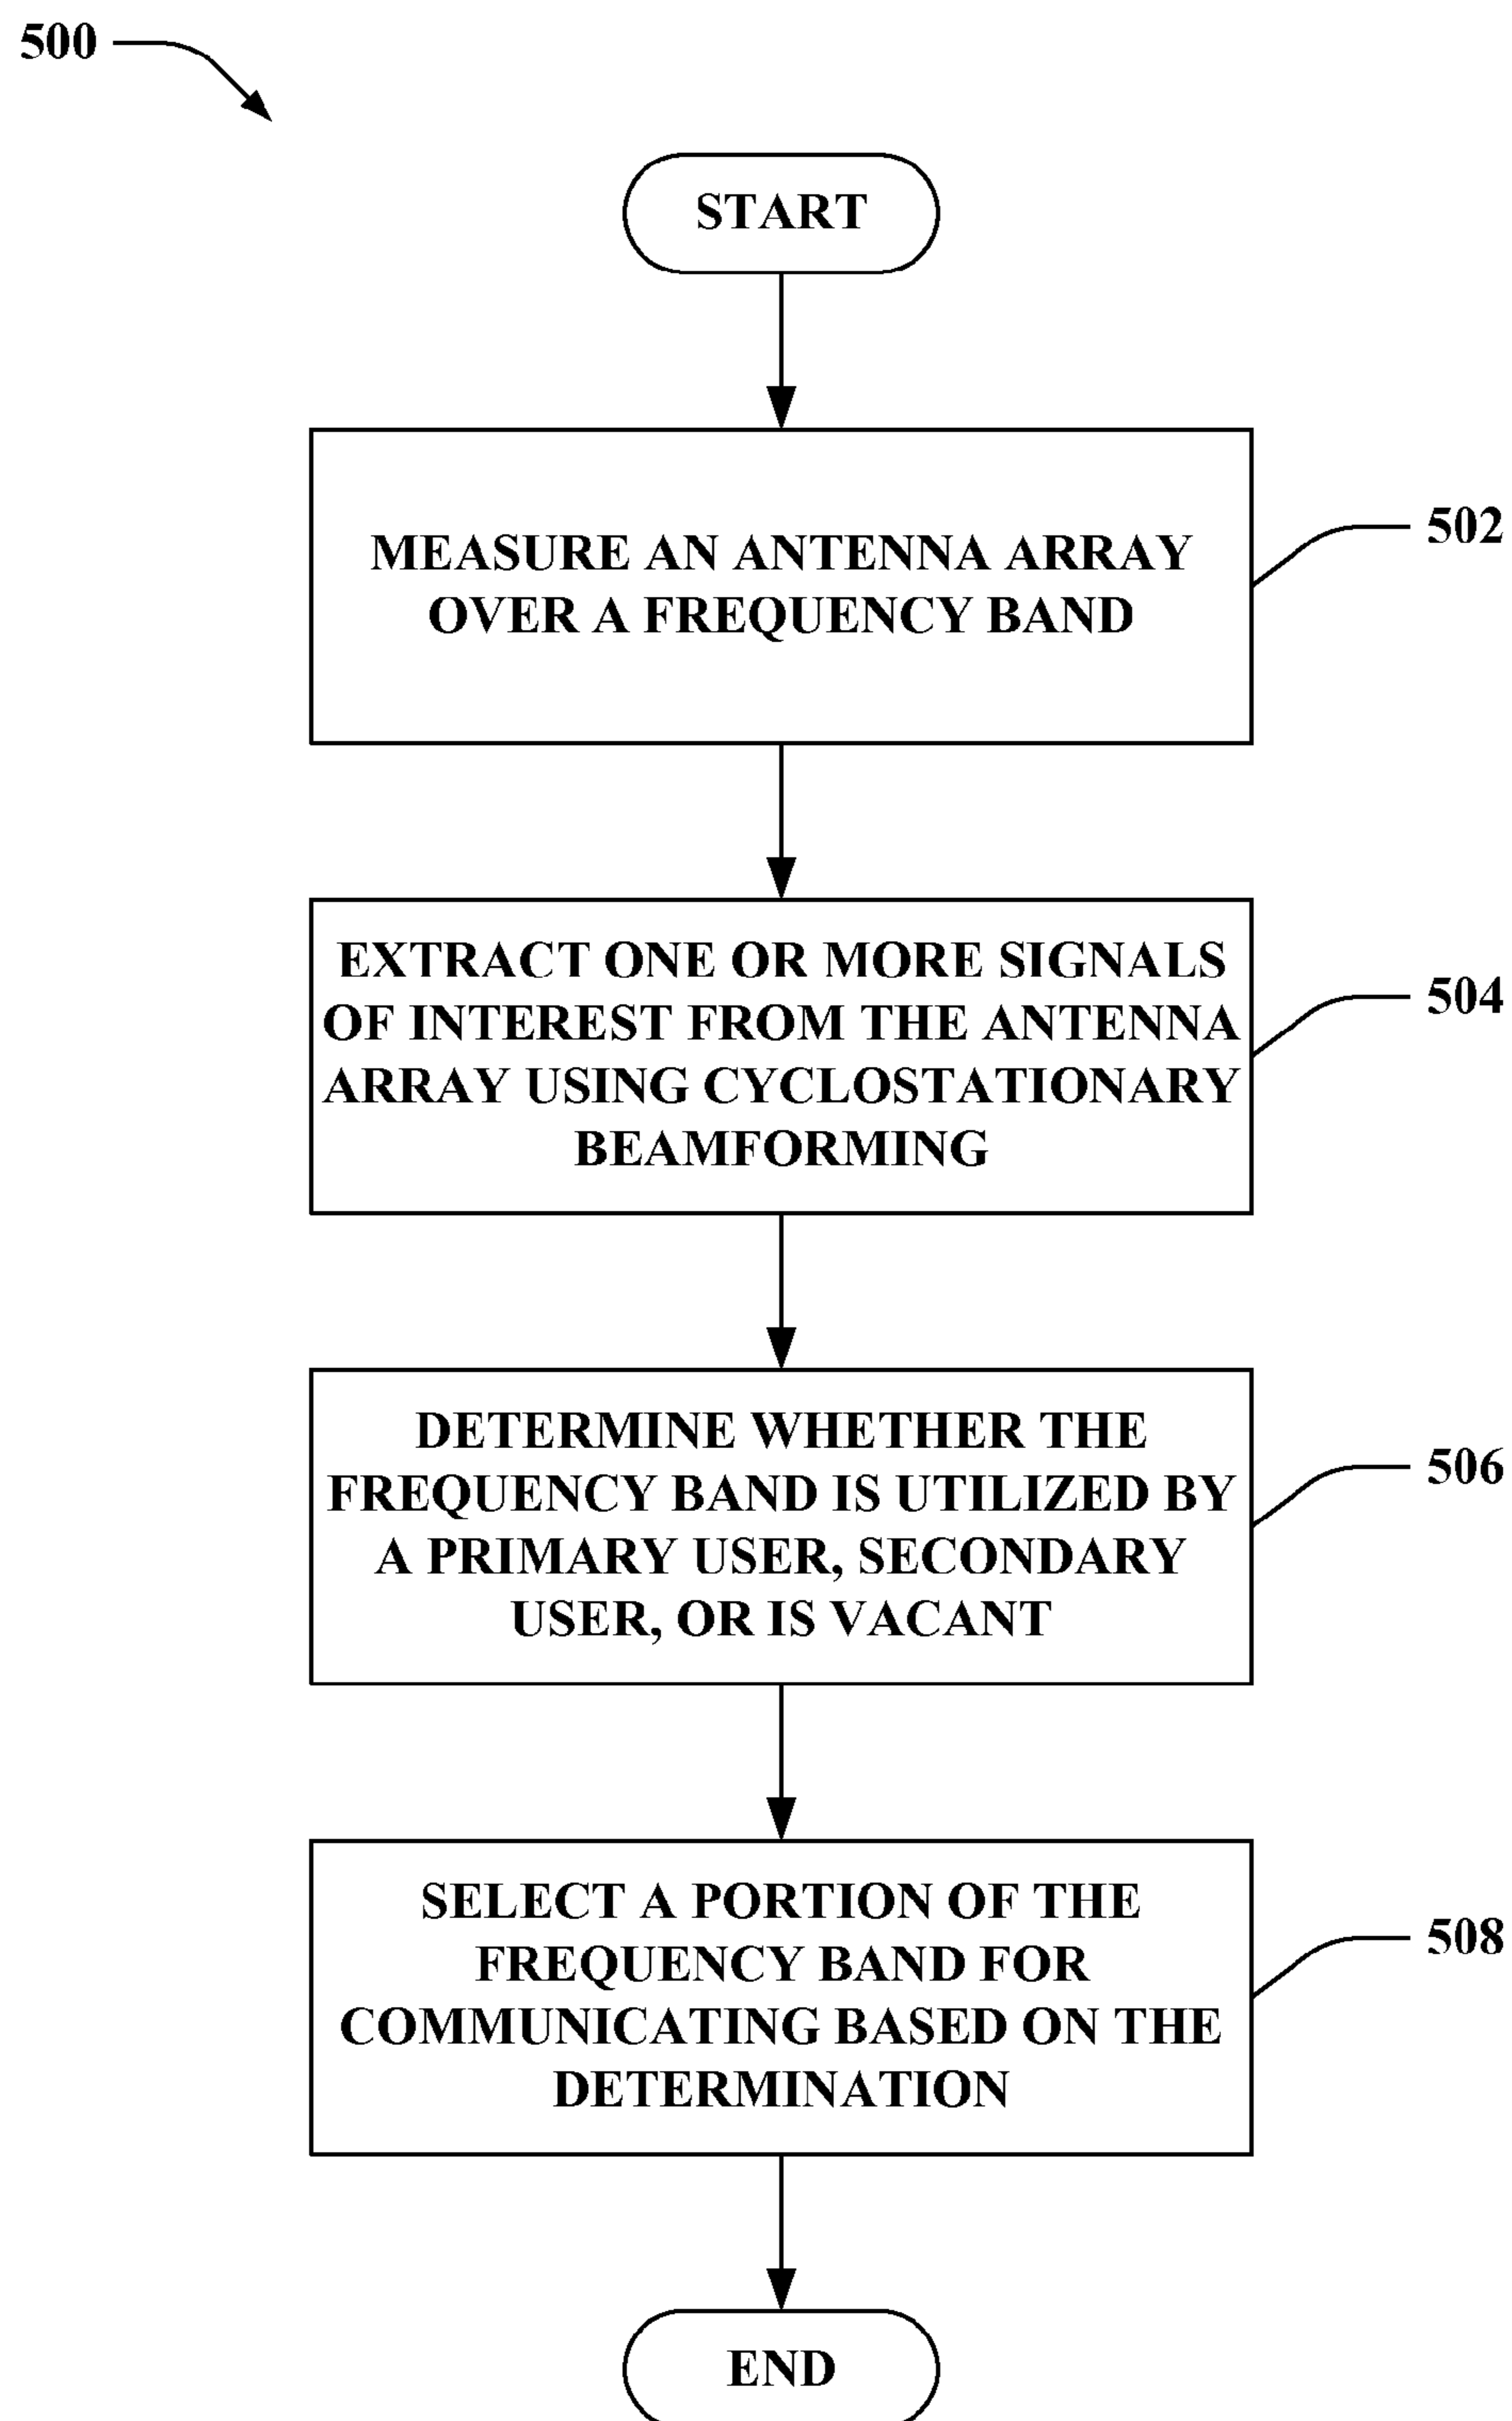 500
START
MEASURE AN ANTENNA ARRAY
OVER A FREQUENCY BAND
502
EXTRACT ONE OR MORE SIGNALS
OF INTEREST FROM THE ANTENNA
ARRAY USING CYCLOSTATIONARY
BEAMFORMING
504
DETERMINE WHETHER THE
FREQUENCY BAND IS UTILIZED BY
A PRIMARY USER, SECONDARY
USER, OR IS VACANT
506
SELECT A PORTION OF THE
FREQUENCY BAND FOR
COMMUNICATING BASED ON THE
DETERMINATION
508
END